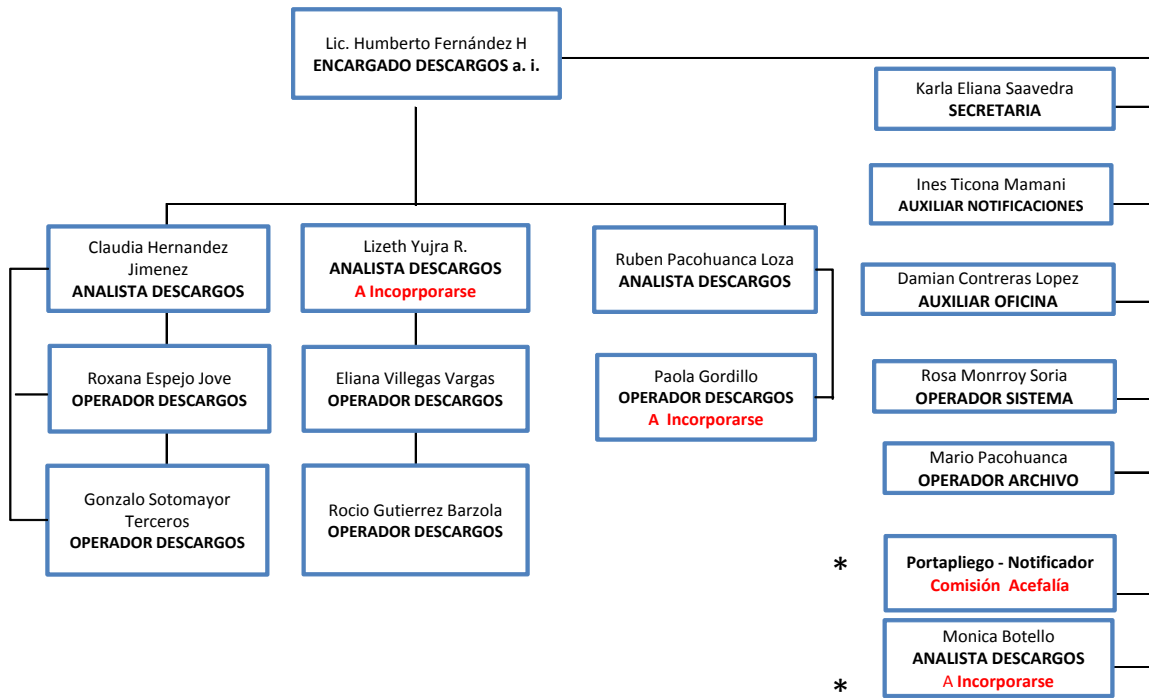 Lic. Humberto Fernández H
ENCARGADO DESCARGOS a. i.
Karla Eliana Saavedra
SECRETARIA
Ines Ticona Mamani
AUXILIAR NOTIFICACIONES
Claudia Hernandez
Jimenez
ANALISTA DESCARGOS
Lizeth Yujra R.
ANALISTA DESCARGOS
A Incoprporarse
Ruben Pacohuanca Loza
ANALISTA DESCARGOS
Damian Contreras Lopez
AUXILIAR OFICINA
Roxana Espejo Jove
OPERADOR DESCARGOS
Eliana Villegas Vargas
OPERADOR DESCARGOS
Paola Gordillo
OPERADOR DESCARGOS
A Incorporarse
Rosa Monrroy Soria
OPERADOR SISTEMA
Mario Pacohuanca
OPERADOR ARCHIVO
Gonzalo Sotomayor
Terceros
OPERADOR DESCARGOS
Rocio Gutierrez Barzola
OPERADOR DESCARGOS
* Portapliego - Notificador
Comisión Acefalía
Monica Botello
ANALISTA DESCARGOS
* A Incorporarse